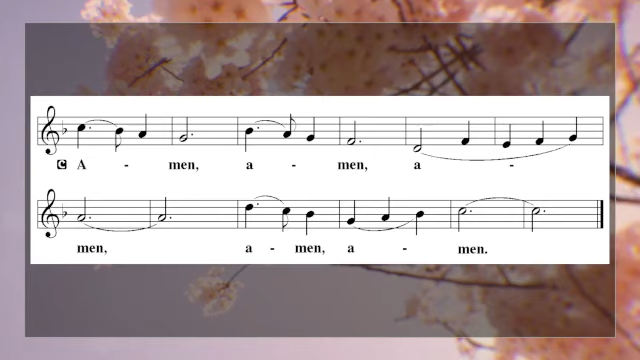 C A - men, a - men, a -
men, a - men, a - men.